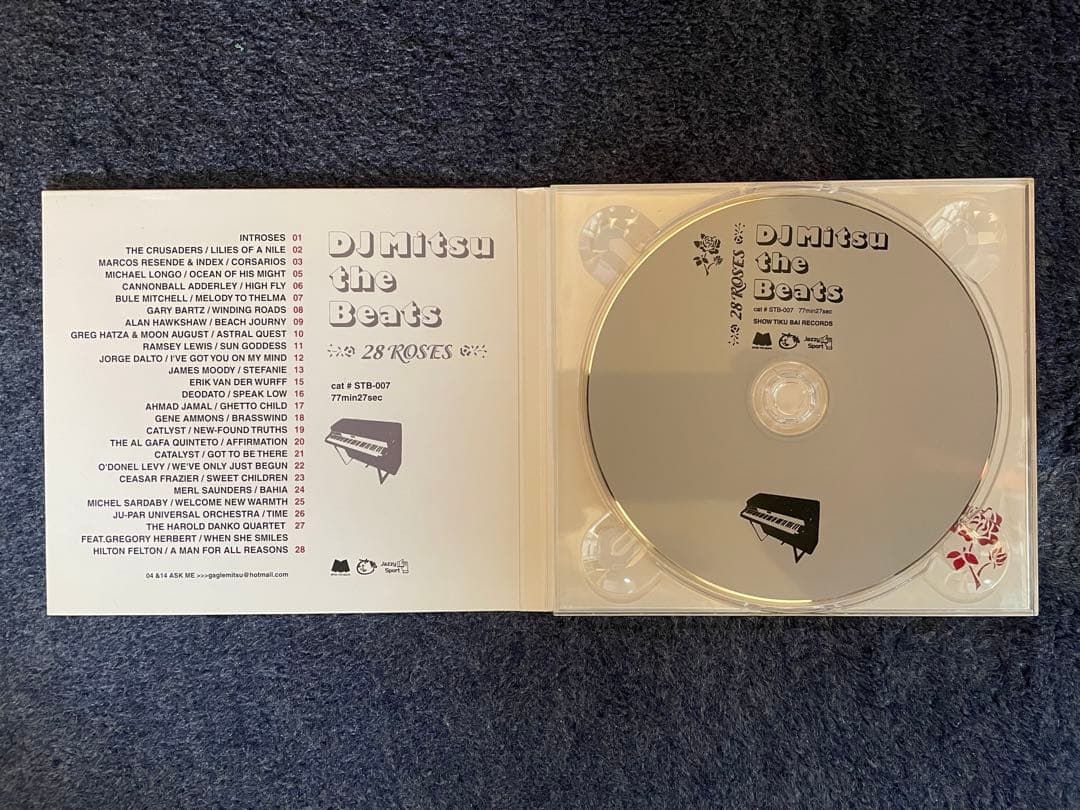 INTROSES 01
THE CRUSADERS / LILIES OF A NILE 02
MARCOS RESENDE & INDEX / CORSARIOS 03
MICHAEL LONGO / OCEAN OF HIS MIGHT 05
CANNONBALL ADDERLEY / HIGH FLY 06
BULE MITCHELL / MELODY TO THELMA 07
GARY BARTZ / WINDING ROADS 08
ALAN HAWKSHAW / BEACH JOURNY 09
GREG HATZA & MOON AUGUST / ASTRAL QUEST 10
RAMSEY LEWIS / SUN GODDESS 11
JORGE DALTO / I'VE GOT YOU ON MY MIND 12
JAMES MOODY / STEFANIE 13
ERIK VAN DER WURFF 15
DEODATO / SPEAK LOW 16
AHMAD JAMAL / GHETTO CHILD 17
GENE AMMONS / BRASSWIND 18
CATLYST / NEW-FOUND TRUTHS 19
THE AL GAFA QUINTETO / AFFIRMATION 20
CATALYST / GOT TO BE THERE 21
O'DONEL LEVY / WE'VE ONLY JUST BEGUN 22
CEASAR FRAZIER / SWEET CHILDREN 23
MERL SAUNDERS / BAHIA 24
MICHEL SARDABY / WELCOME NEW WARMTH 25
JU-PAR UNIVERSAL ORCHESTRA / TIME 26
THE HAROLD DANKO QUARTET 27
FEAT.GREGORY HERBERT / WHEN SHE SMILES
HILTON FELTON / A MAN FOR ALL REASONS 28
04 &14 ASK ME >>>gaglemitsu@hotmail.com
DJ Mitsu
the
Beats
28 ROSES
cat # STB-007
77min27sec
Jazzy
Sport
28 ROSES
DJ Mitsu
the
Beats
cat # STB-007 77min27sec
SHOW TIKU BAI RECORDS
Jazzy
Sport